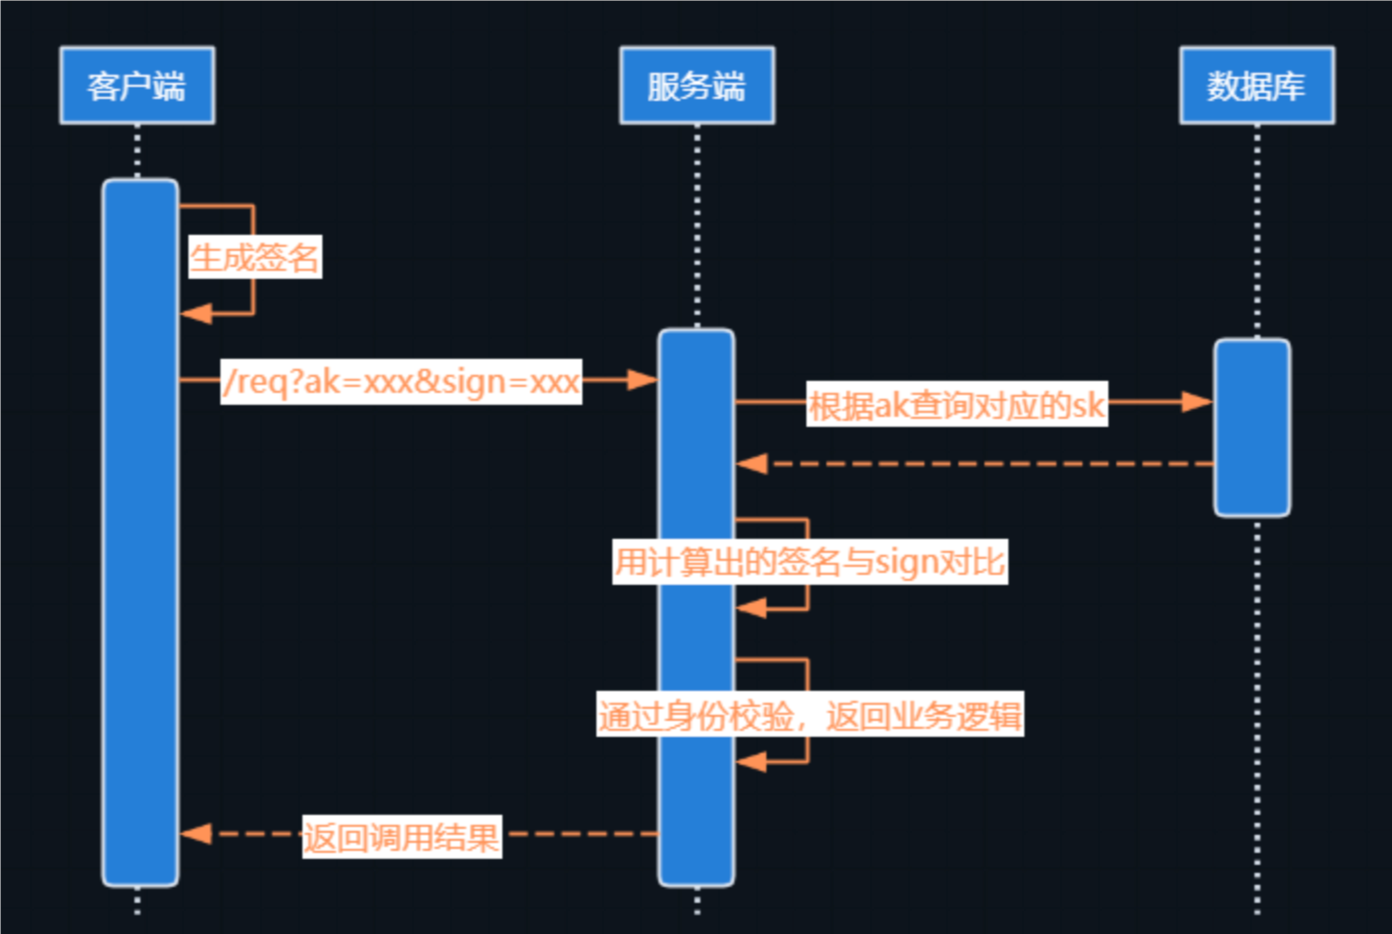 客户端
服务端
数据库
生成签名
/req?ak=xxx&sign=xxx
根据ak查询对应的sk
用计算出的签名与sign对比
通过身份校验，返回业务逻辑
返回调用结果